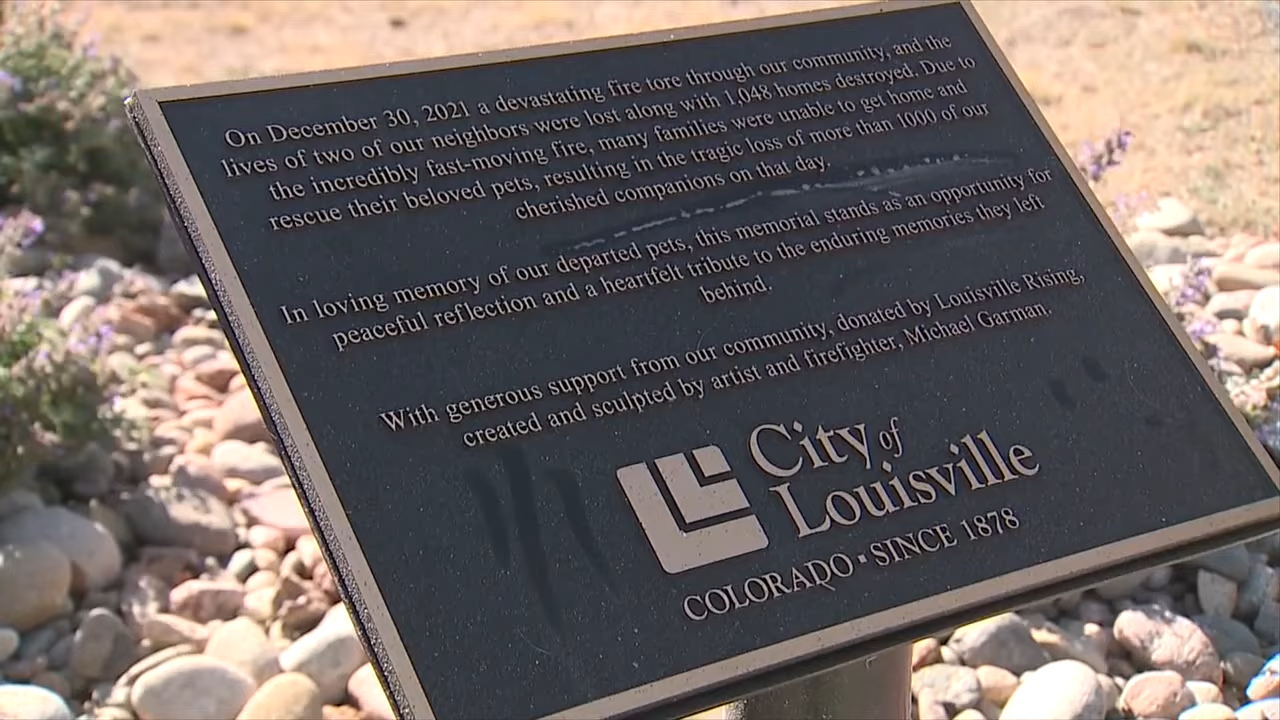 On December 30, 2021 a devastating fire tore through our community, and the
lives of two of our neighbors were lost along with 1,048 homes destroyed. Due to
the incredibly fast-moving fire, many families were unable to get home and
rescue their beloved pets, resulting in the tragic loss of more than 1000 of our
cherished companions on that day.
In loving memory of our departed pets, this memorial stands as an opportunity for
peaceful reflection and a heartfelt tribute to the enduring memories they left
behind.
With generous support from our community, donated by Louisville Rising,
created and sculpted by artist and firefighter, Michael Garman.
City of
Louisville
COLORADO ▪ SINCE 1878